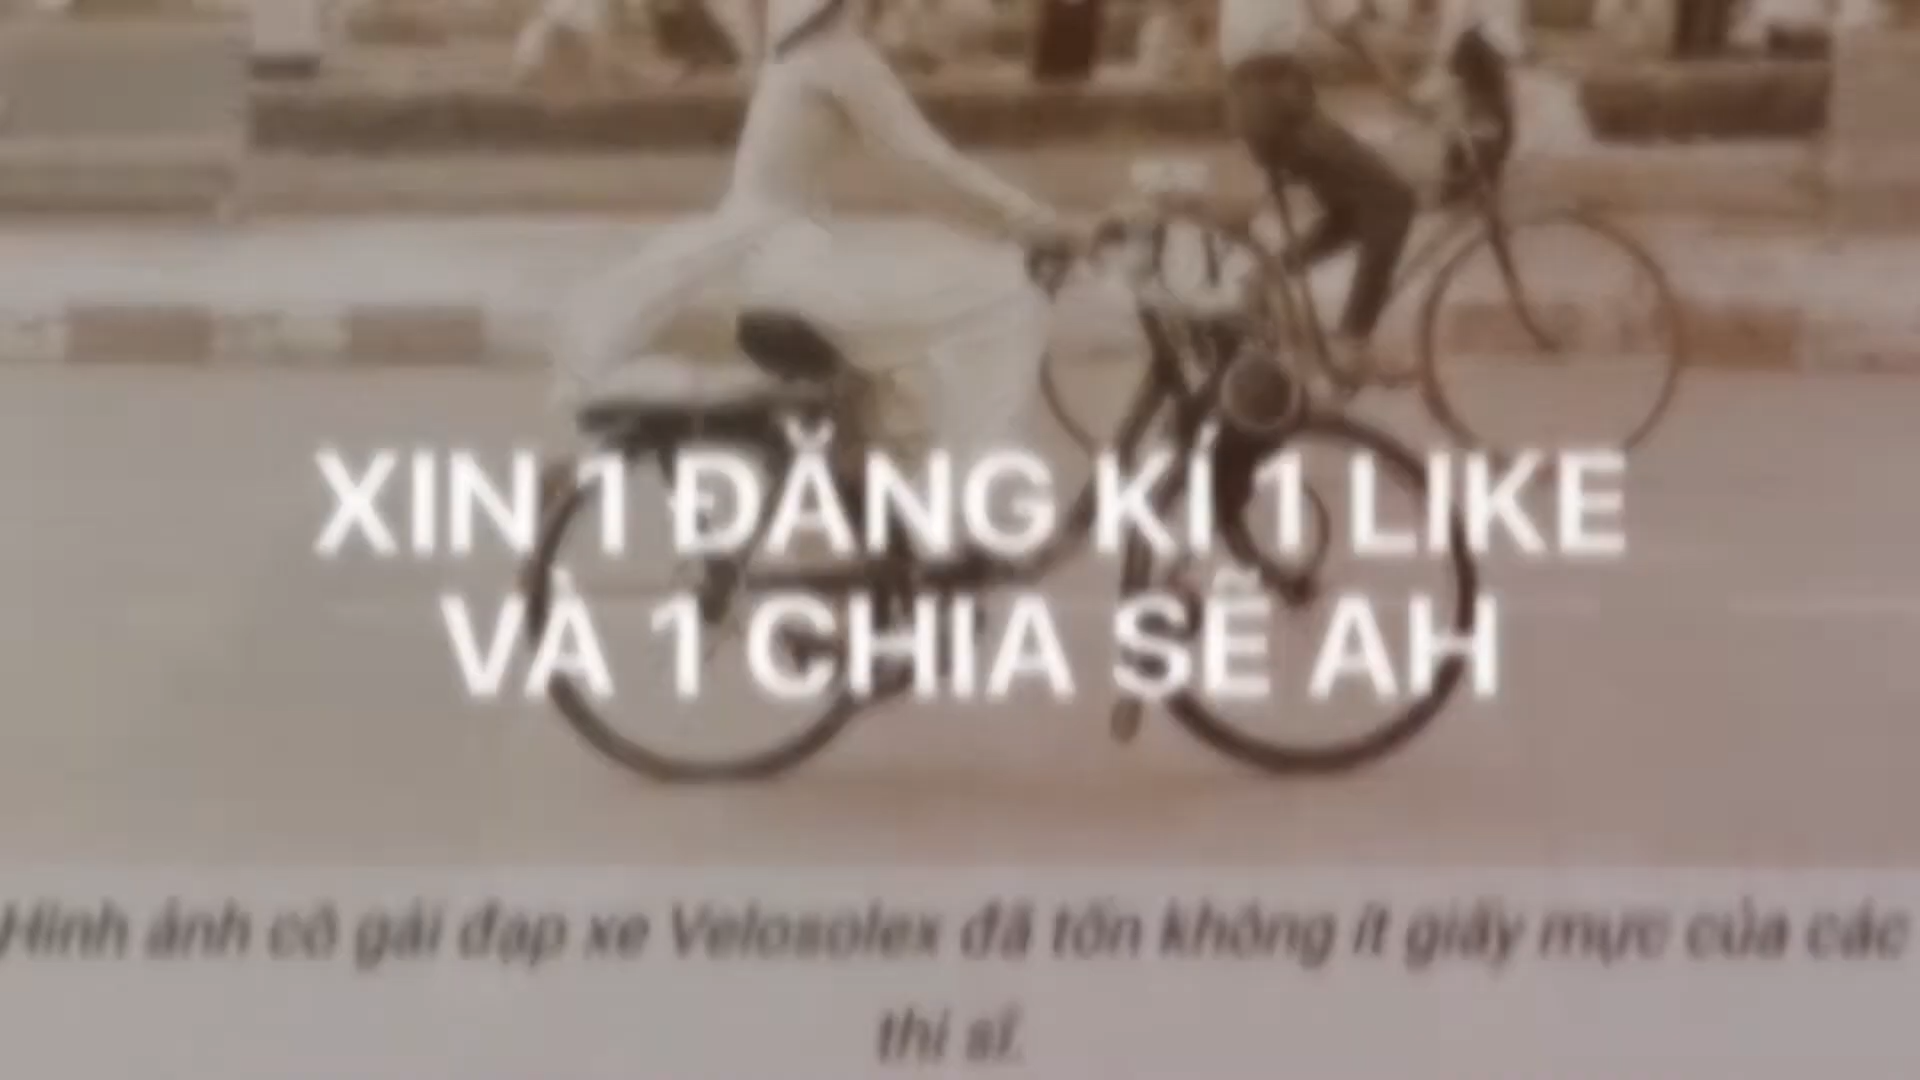 XIN 1 ĐĂNG KÍ 1 LIKE
VÀ 1 CHIA SẼ AH
Hình ảnh cô gái đạp xe Velosolex đã tốn không ít giấy mực của các
thi sĩ.